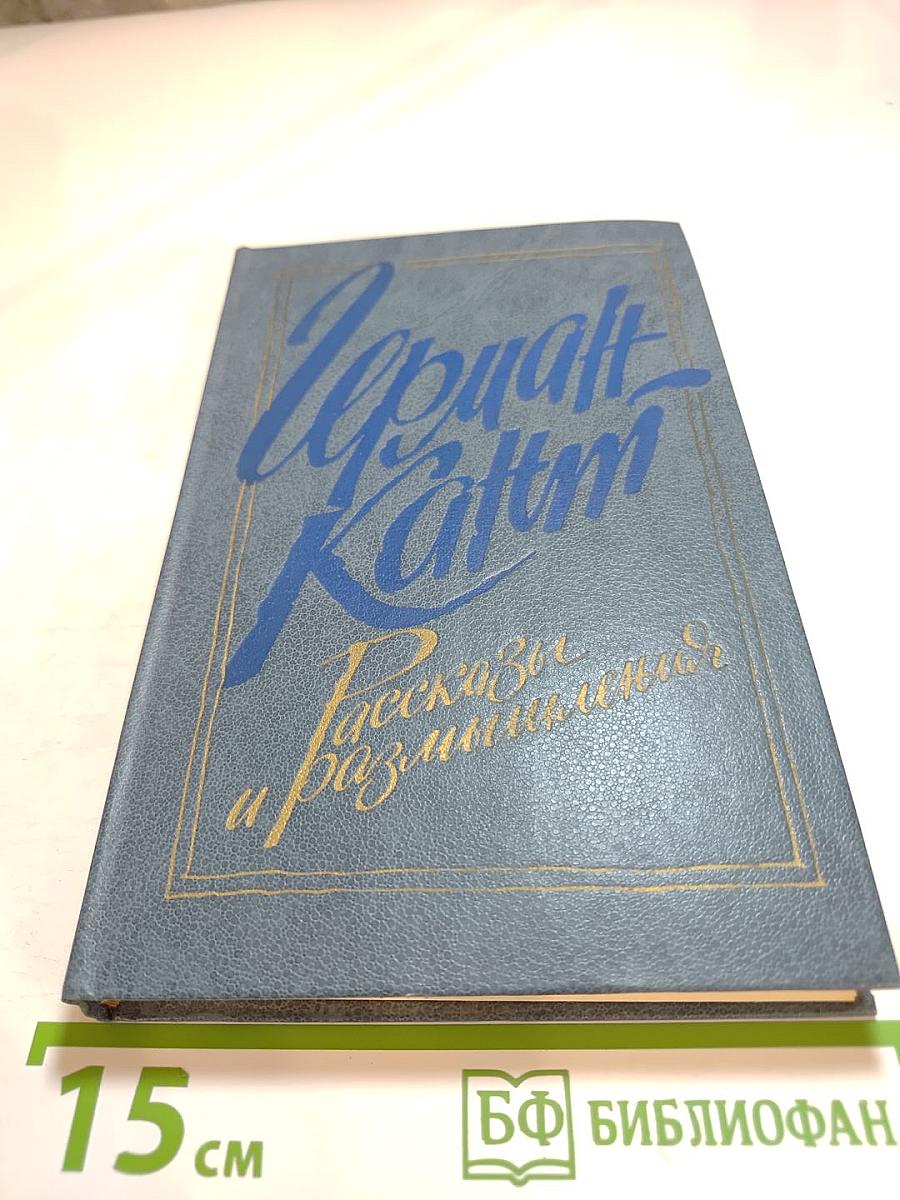 Герман
Кант
Рассказы
и размышления
15 см
БФ БИБЛИОФАН